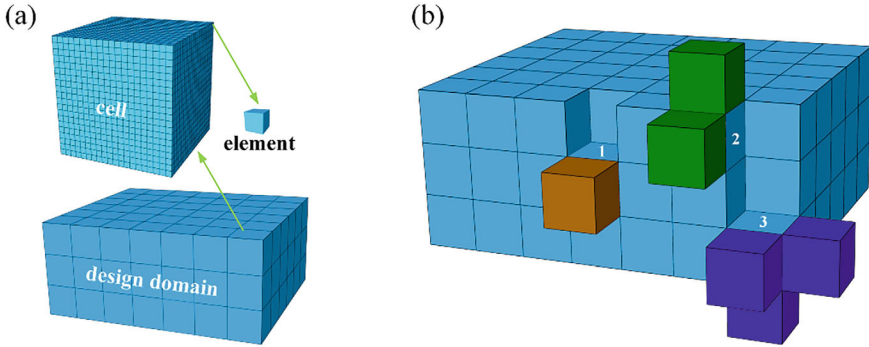 (a)
(b)
cell
element
design domain
1
2
3